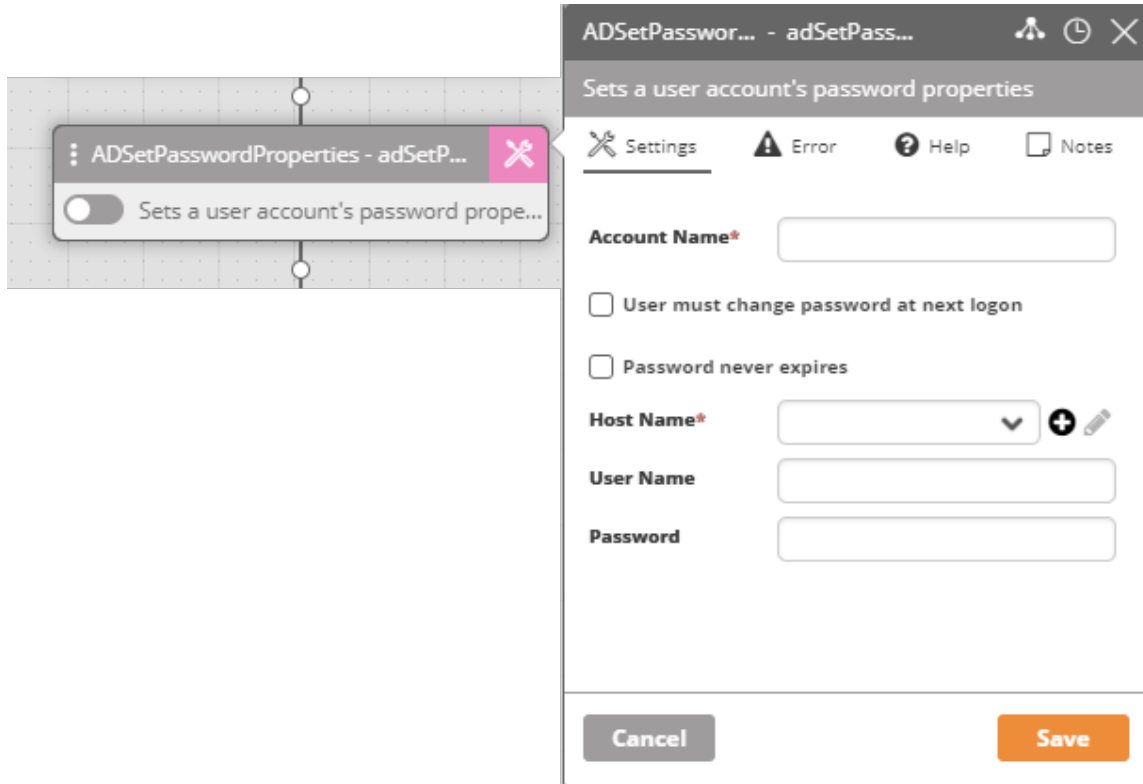 ADSetPasswordProperties - adSetP...
Sets a user account's password prope...
ADSetPasswor... - adSetPass...
Sets a user account's password properties
Settings Error Help Notes
Account Name*
User must change password at next logon
Password never expires
Host Name*
User Name
Password
Cancel Save